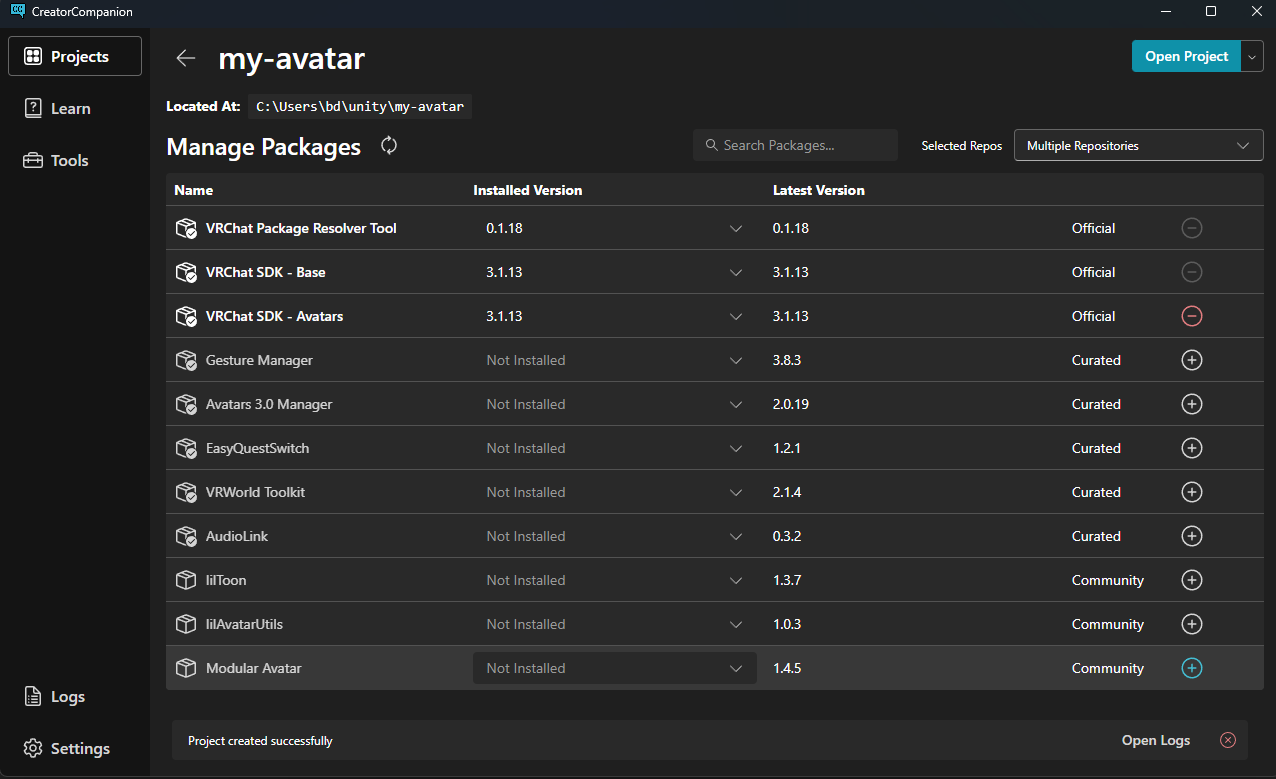 CreatorCompanion
Projects
Learn
Tools
Logs
Settings
my-avatar
Open Project
Located At: C:\Users\bd\unity\my-avatar
Manage Packages
Search Packages...
Selected Repos
Multiple Repositories
Name Installed Version Latest Version
VRChat Package Resolver Tool 0.1.18 0.1.18 Official
VRChat SDK - Base 3.1.13 3.1.13 Official
VRChat SDK - Avatars 3.1.13 3.1.13 Official
Gesture Manager Not Installed 3.8.3 Curated
Avatars 3.0 Manager Not Installed 2.0.19 Curated
EasyQuestSwitch Not Installed 1.2.1 Curated
VRWorld Toolkit Not Installed 2.1.4 Curated
AudioLink Not Installed 0.3.2 Curated
lilToon Not Installed 1.3.7 Community
lilAvatarUtils Not Installed 1.0.3 Community
Modular Avatar Not Installed 1.4.5 Community
Project created successfully Open Logs